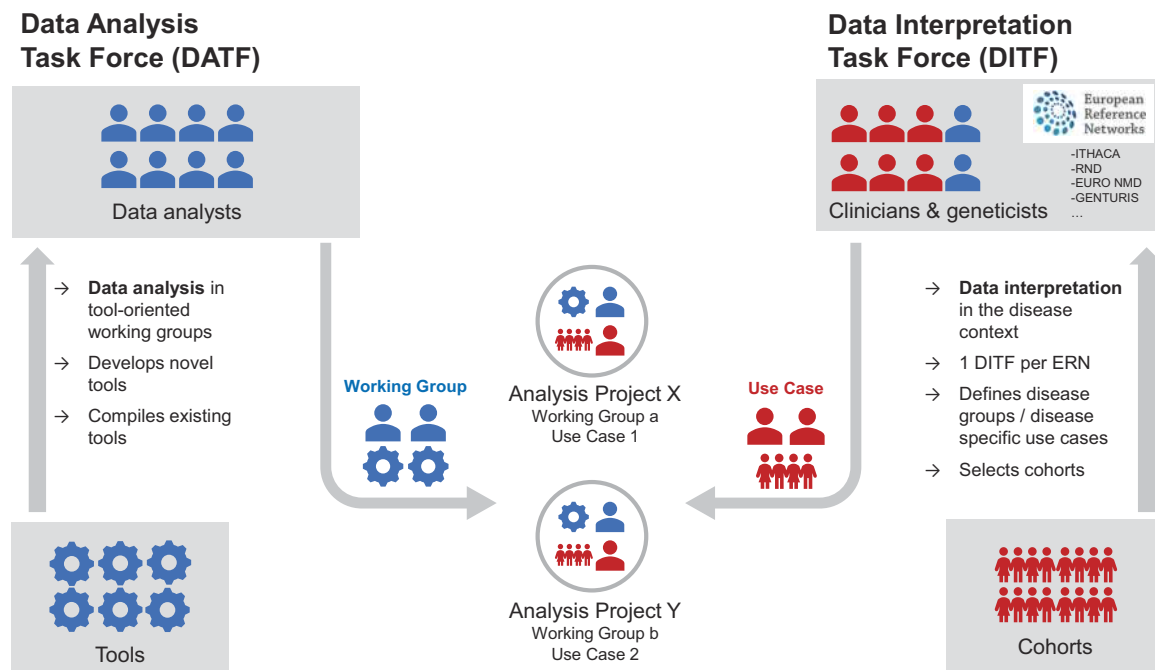 Data Analysis
Task Force (DATF)
Data analysts
→ Data analysis in
tool-oriented
working groups
→ Develops novel
tools
→ Compiles existing
tools
Tools
Working Group
Analysis Project X
Working Group a
Use Case 1
Analysis Project Y
Working Group b
Use Case 2
Use Case
Data Interpretation
Task Force (DITF)
European
Reference
Networks
-ITHACA
-RND
-EURO NMD
-GENTURIS
...
Clinicians & geneticists
→ Data interpretation
in the disease
context
→ 1 DITF per ERN
→ Defines disease
groups / disease
specific use cases
→ Selects cohorts
Cohorts